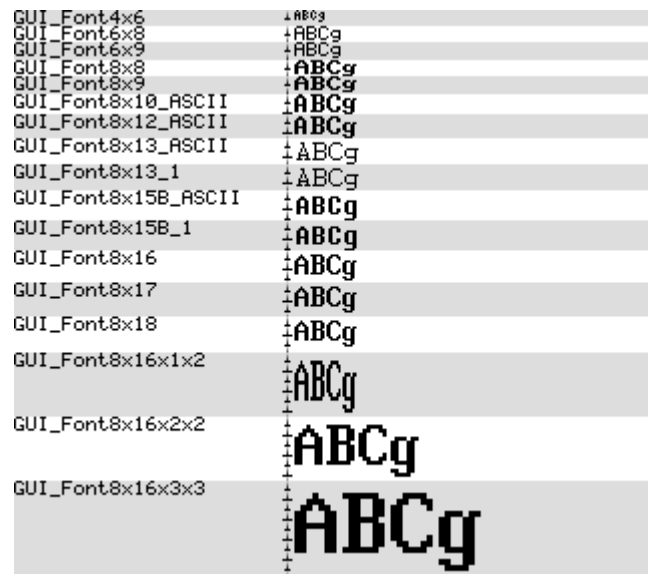 GUI_Font4x6 ABCg
GUI_Font6x8 ABCg
GUI_Font6x9 ABCg
GUI_Font8x8 ABCg
GUI_Font8x9 ABCg
GUI_Font8x10_ASCII ABCg
GUI_Font8x12_ASCII ABCg
GUI_Font8x13_ASCII ABCg
GUI_Font8x13_1 ABCg
GUI_Font8x15B_ASCII ABCg
GUI_Font8x15B_1 ABCg
GUI_Font8x16 ABCg
GUI_Font8x17 ABCg
GUI_Font8x18 ABCg
GUI_Font8x16x1x2 ABCg
GUI_Font8x16x2x2 ABCg
GUI_Font8x16x3x3 ABCg